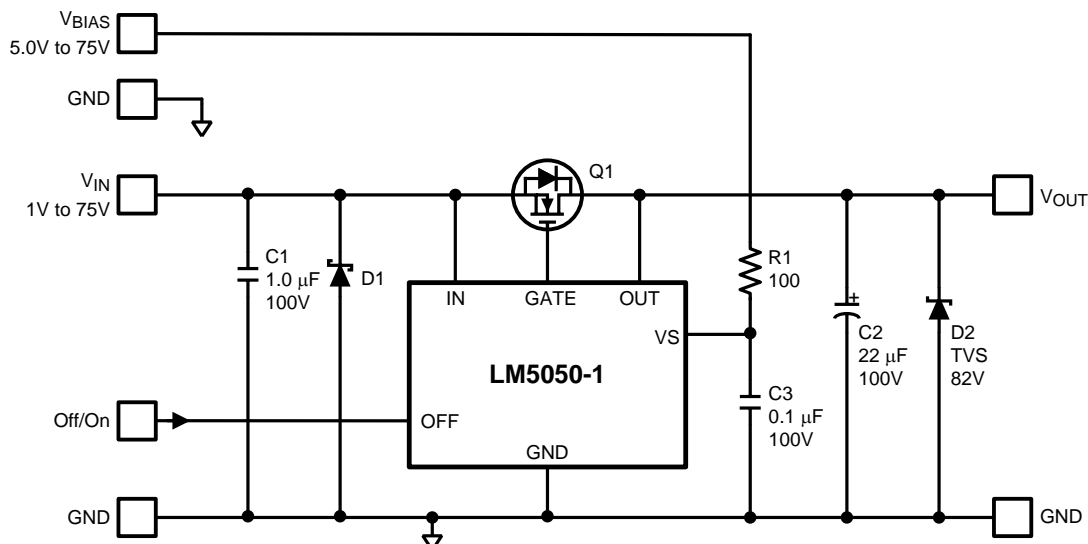 VBIAS
5.0V to 75V
GND
VIN
1V to 75V
Q1
VOUT
C1
1.0 μF
100V
D1
IN
GATE
OUT
R1
100
VS
LM5050-1
C2
22 μF
100V
+
D2
TVS
82V
C3
0.1 μF
100V
Off/On
OFF
GND
GND
GND